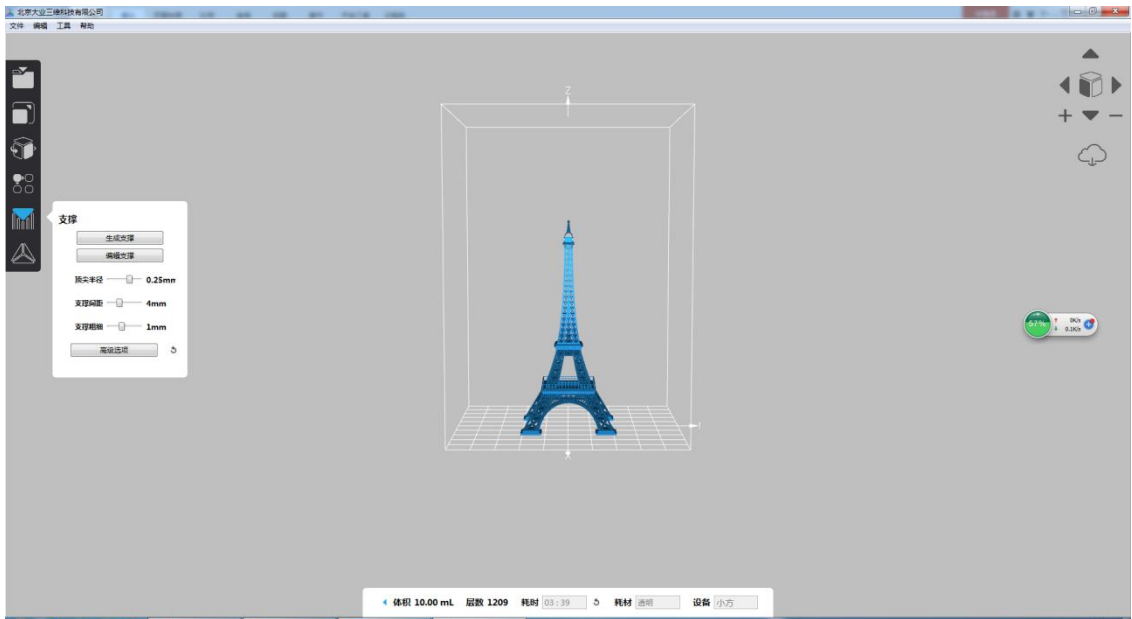 北京大业三维科技有限公司
文件 编辑 工具 帮助
Z
支撑
生成支撑
编辑支撑
顶尖半径 0.25mm
支撑间距 4mm
支撑粗细 1mm
高级选项
57% 0K/s
0.1K/s
X
体积 10.00 mL 层数 1209 耗时 03 : 39 耗材 透明 设备 小方